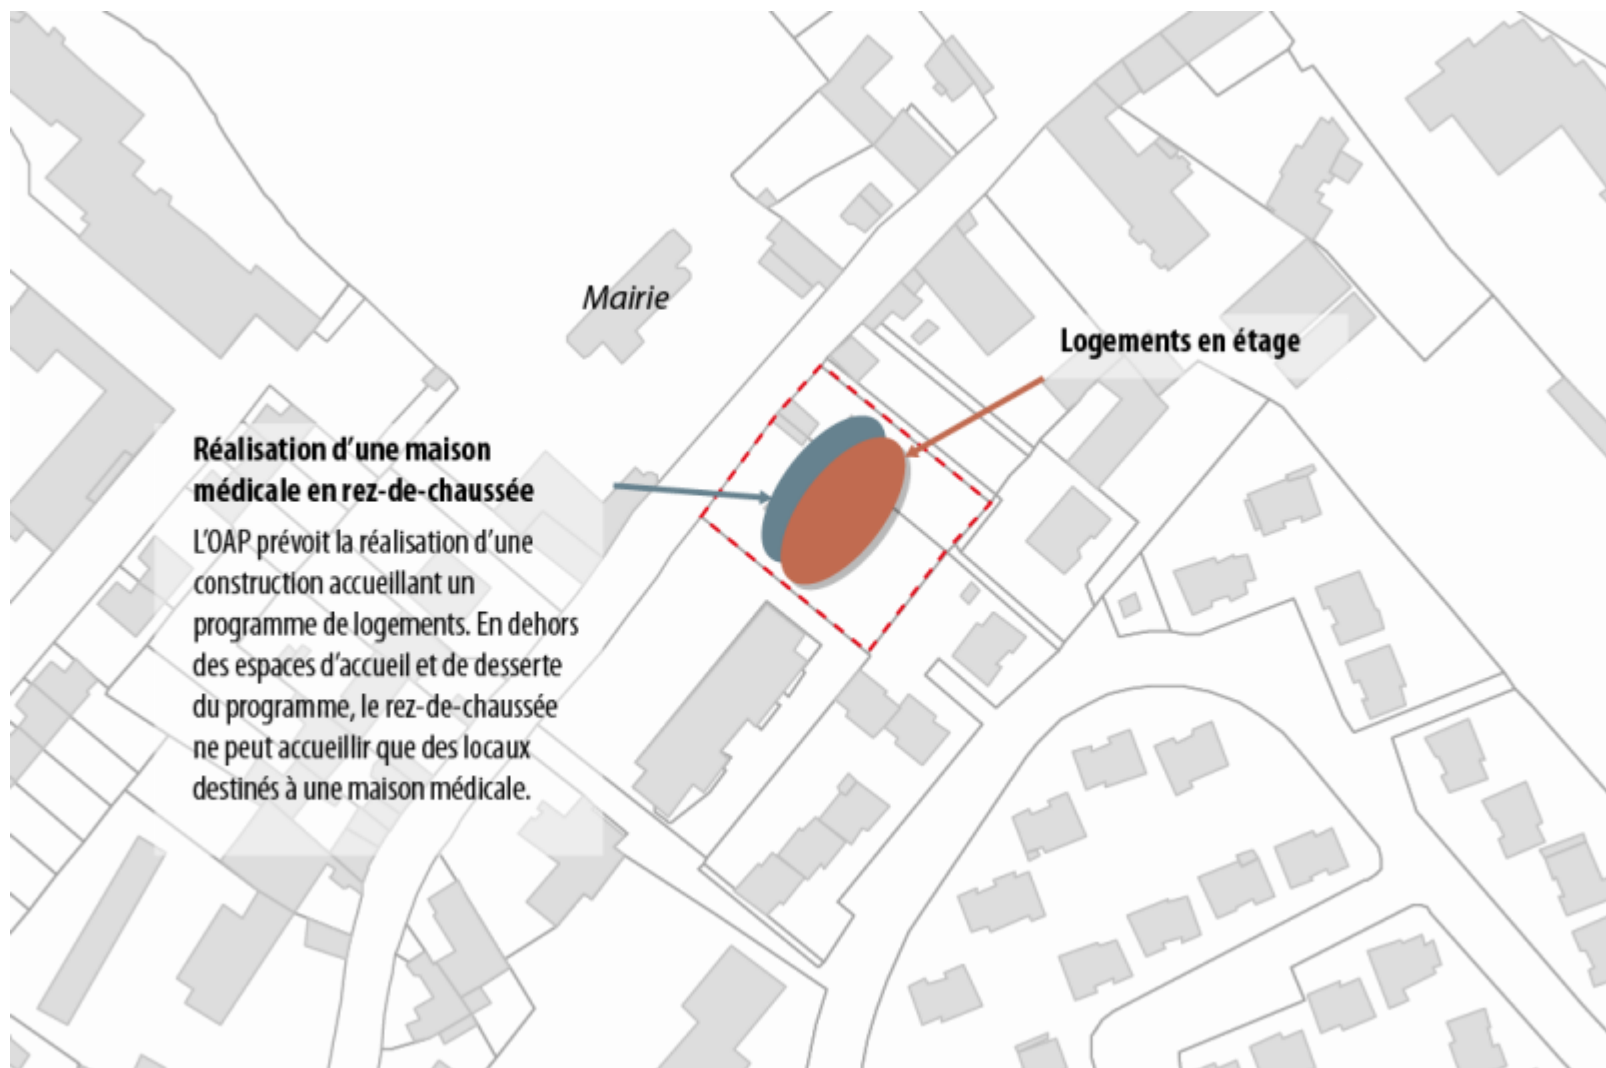 Mairie
Logements en étage
Réalisation d’une maison
médicale en rez-de-chaussée
L’OAP prévoit la réalisation d’une
construction accueillant un
programme de logements. En dehors
des espaces d’accueil et de desserte
du programme, le rez-de-chaussée
ne peut accueillir que des locaux
destinés à une maison médicale.